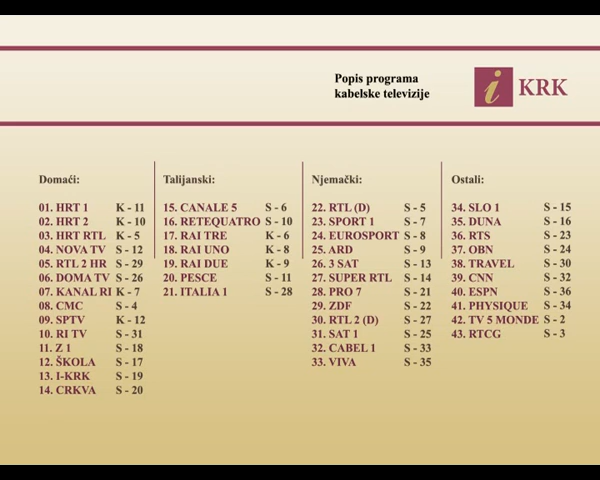 Popis programa
kabelske televizije
i KRK
Domaći:
01. HRT 1 K - 11
02. HRT 2 K - 10
03. HRT RTL K - 5
04. NOVA TV S - 12
05. RTL 2 HR S - 29
06. DOMA TV S - 26
07. KANAL RI K - 7
08. CMC S - 4
09. SPTV K - 12
10. RI TV S - 31
11. Z 1 S - 18
12. ŠKOLA S - 17
13. I-KRK S - 19
14. CRKVA S - 20
Talijanski:
15. CANALE 5 S - 6
16. RETEQUATRO S - 10
17. RAI TRE K - 6
18. RAI UNO K - 8
19. RAI DUE K - 9
20. PESCE S - 11
21. ITALIA 1 S - 28
Njemački:
22. RTL (D) S - 5
23. SPORT 1 S - 7
24. EUROSPORT S - 8
25. ARD S - 9
26. 3 SAT S - 13
27. SUPER RTL S - 14
28. PRO 7 S - 21
29. ZDF S - 22
30. RTL 2 (D) S - 27
31. SAT 1 S - 25
32. CABEL 1 S - 33
33. VIVA S - 35
Ostali:
34. SLO 1 S - 15
35. DUNA S - 16
36. RTS S - 23
37. OBN S - 24
38. TRAVEL S - 30
39. CNN S - 32
40. ESPN S - 36
41. PHYSIQUE S - 34
42. TV 5 MONDE S - 2
43. RTCG S - 3